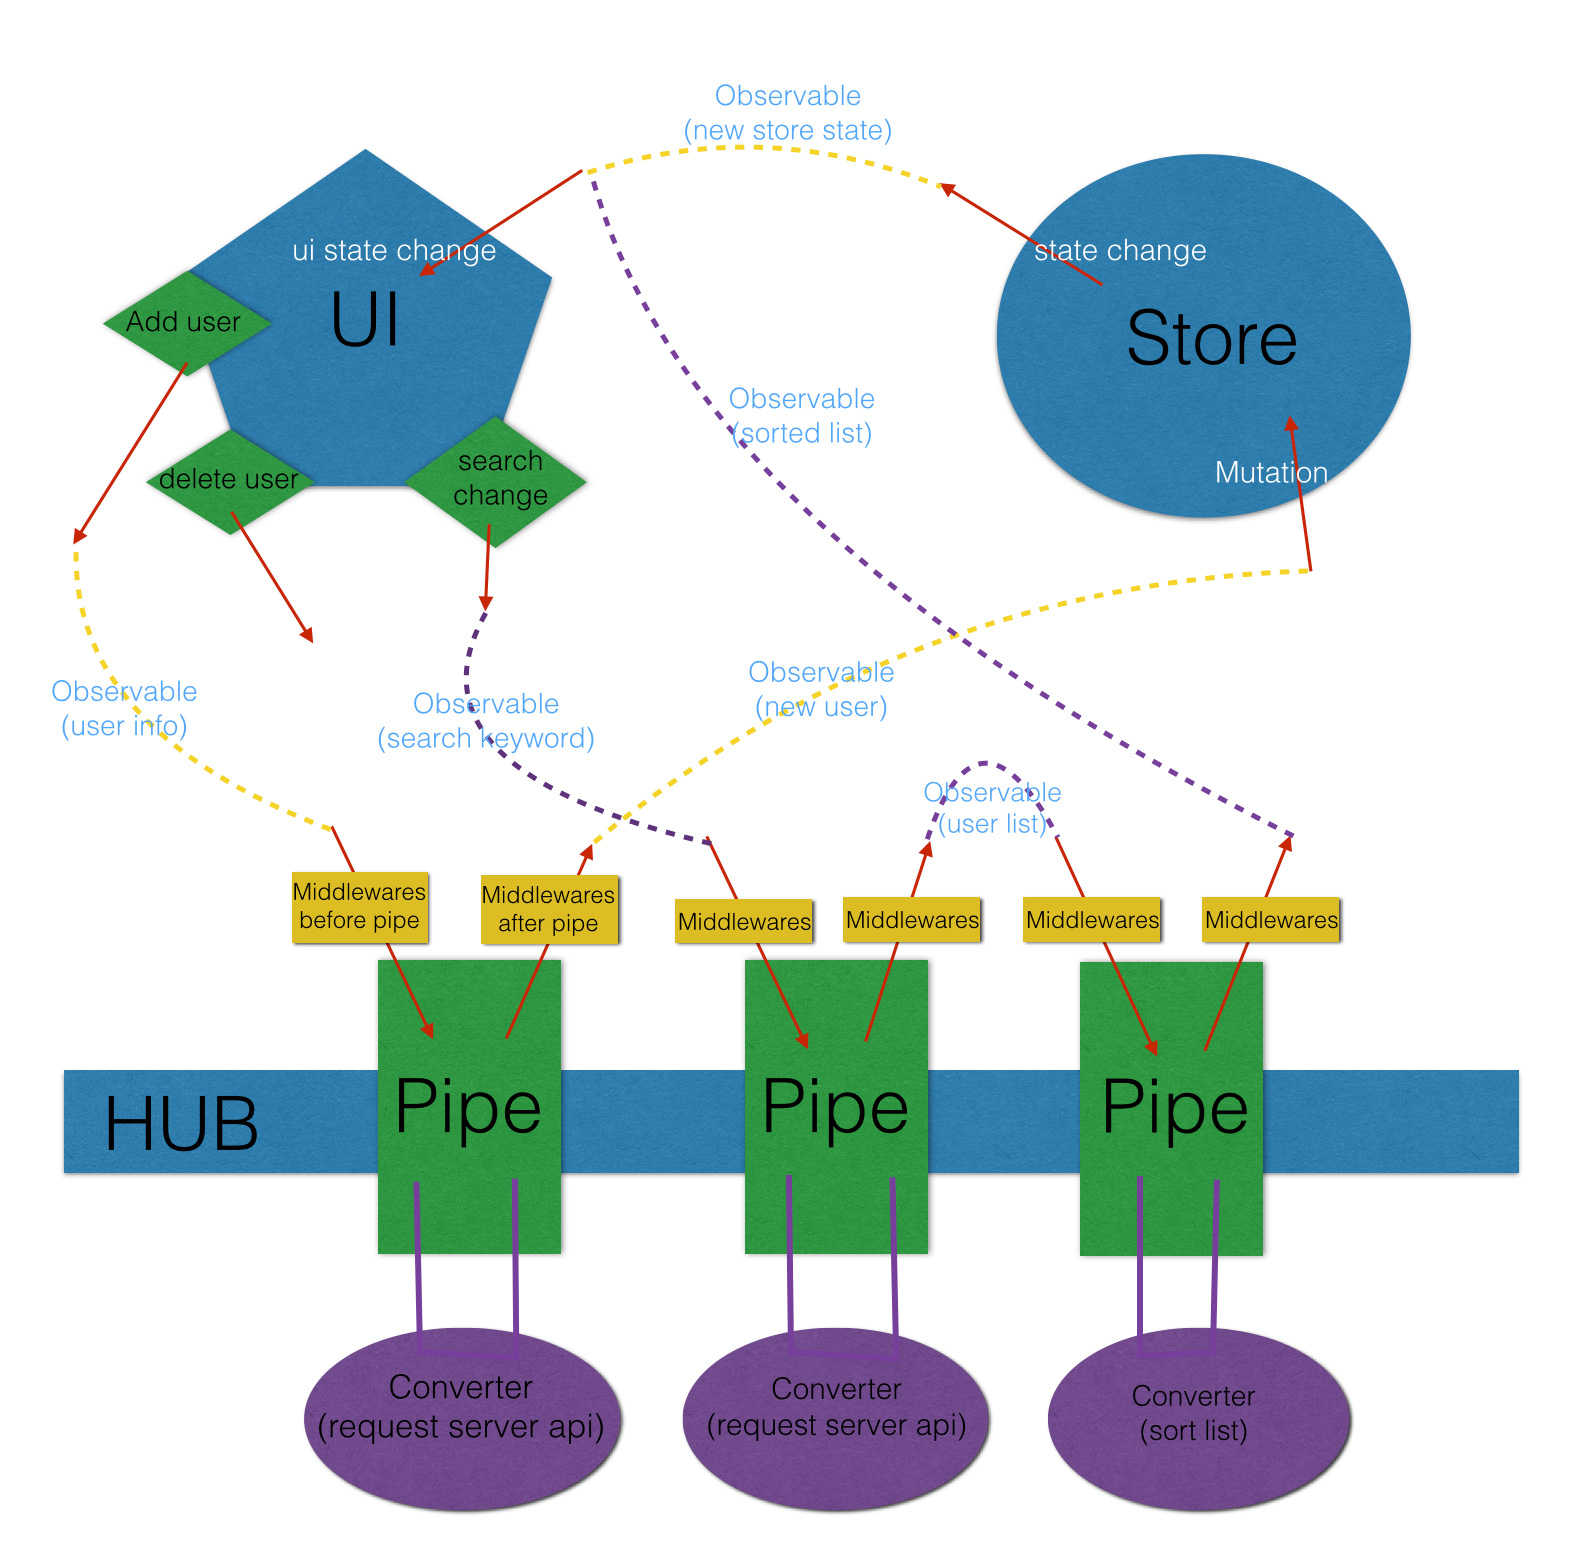 Observable
(new store state)
ui state change
state change
UI
Add user
Store
Observable
(sorted list)
search
change
delete user
Mutation
Observable
(user info)
Observable
(search keyword)
Observable
(new user)
Observable
(user list)
Middlewares
before pipe
Middlewares
after pipe
Middlewares
Middlewares
Middlewares
Middlewares
HUB
Pipe
Pipe
Pipe
Converter
(request server api)
Converter
(request server api)
Converter
(sort list)